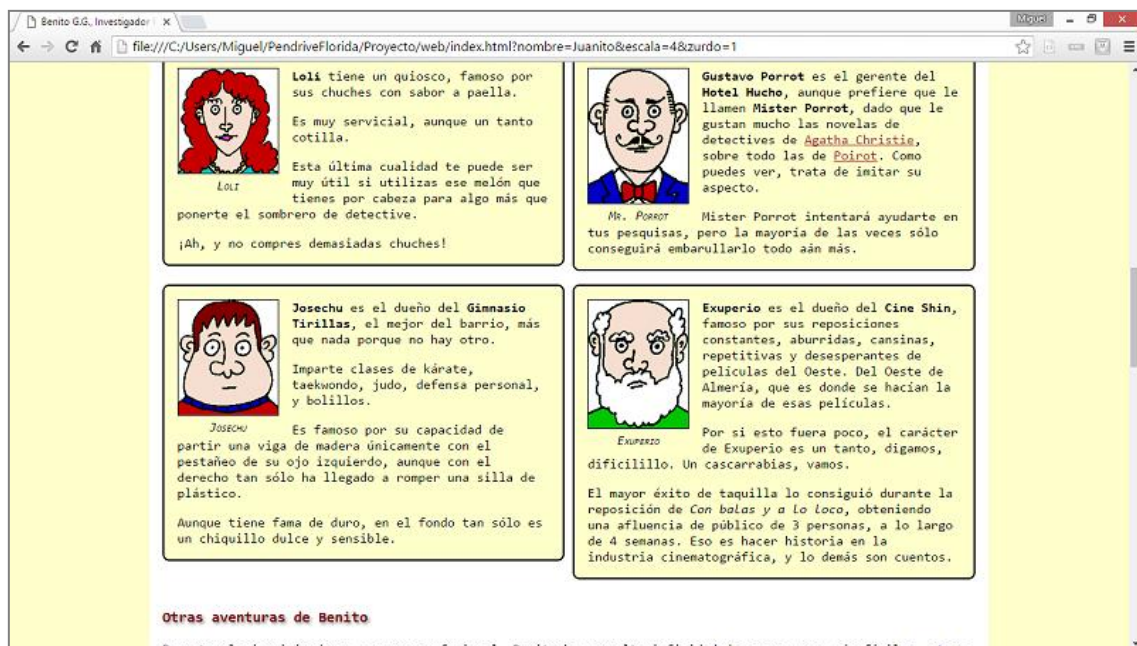 Benito G.G., Investigador
Miguel
file:///C:/Users/Miguel/PendriveFlorida/Proyecto/web/index.html?nombre=Juanito&escala=4&zurdo=1
Loli tiene un quiosco, famoso por
sus chuches con sabor a paella.
Es muy servicial, aunque un tanto
cotilla.
Esta última cualidad te puede ser
muy útil si utilizas ese melón que
tienes por cabeza para algo más que
ponerte el sombrero de detective.
¡Ah, y no compres demasiadas chuches!
Loli
Gustavo Porrot es el gerente del
Hotel Hucho, aunque prefiere que le
llamen Mister Porrot, dado que le
gustan mucho las novelas de
detectives de Agatha Christie,
sobre todo las de Poirot. Como
puedes ver, trata de imitar su
aspecto.
Mister Porrot intentará ayudarte en
tus pesquisas, pero la mayoría de las veces sólo
conseguirá embarullarlo todo aán más.
Mr. Porrot
Josechu es el dueño del Gimnasio
Tirillas, el mejor del barrio, más
que nada porque no hay otro.
Imparte clases de kárate,
taekwondo, judo, defensa personal,
y bolillos.
Es famoso por su capacidad de
partir una viga de madera únicamente con el
pestañeo de su ojo izquierdo, aunque con el
derecho tan sólo ha llegado a romper una silla de
plástico.
Aunque tiene fama de duro, en el fondo tan sólo es
un chiquillo dulce y sensible.
Josechu
Exuperio es el dueño del Cine Shin,
famoso por sus reposiciones
constantes, aburridas, cansinas,
repetitivas y desesperantes de
películas del Oeste. Del Oeste de
Almería, que es donde se hacían la
mayoría de esas películas.
Por si esto fuera poco, el carácter
de Exuperio es un tanto, digamos,
dificilillo. Un cascarrabias, vamos.
El mayor éxito de taquilla lo consiguió durante la
reposición de Con balas y a lo loco, obteniendo
una afluencia de público de 3 personas, a lo largo
de 4 semanas. Eso es hacer historia en la
industria cinematográfica, y lo demás son cuentos.
Exuperio
Otras aventuras de Benito